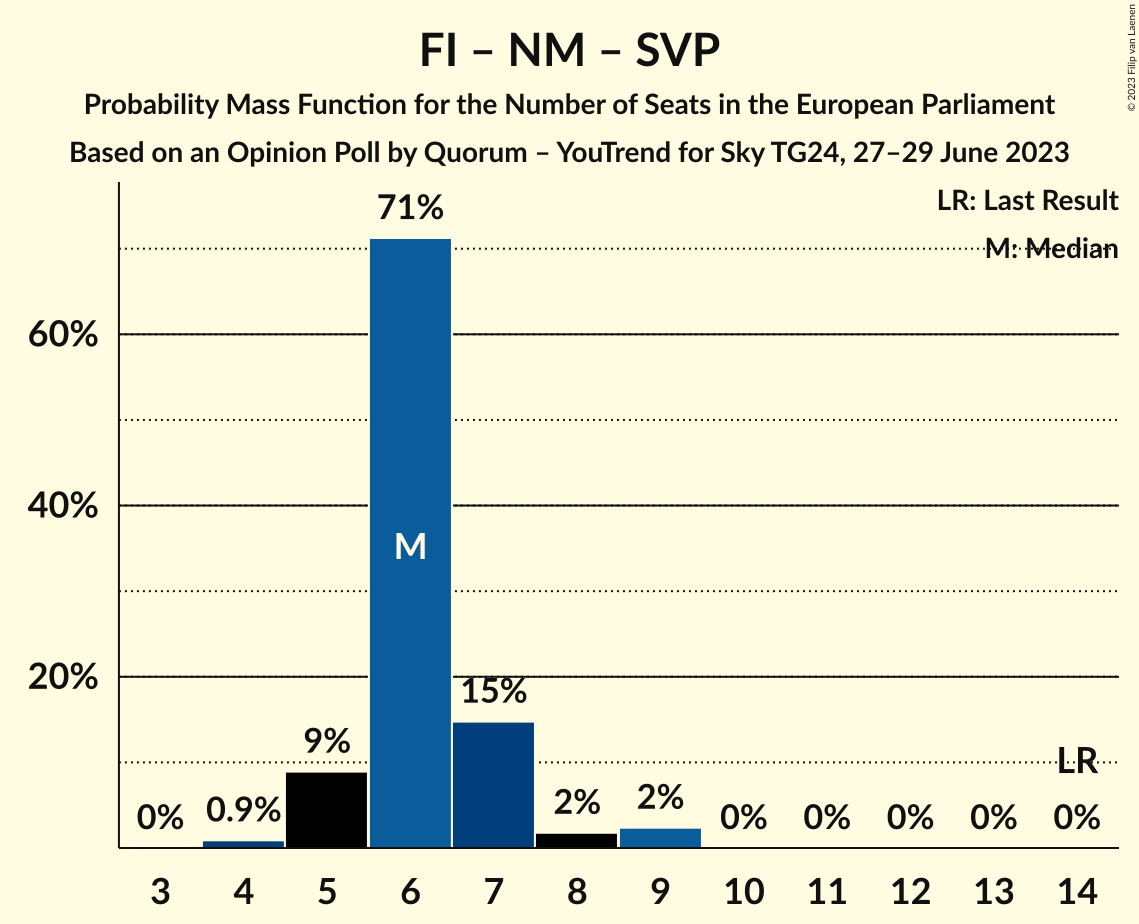 FI – NM – SVP
Probability Mass Function for the Number of Seats in the European Parliament
Based on an Opinion Poll by Quorum – YouTrend for Sky TG24, 27–29 June 2023
© 2023 Filip van Laenen
LR: Last Result
M: Median
71%
60%
40%
M
20%
15%
9%
LR
0% 0.9% 2% 2% 0% 0% 0% 0% 0%
3 4 5 6 7 8 9 10 11 12 13 14